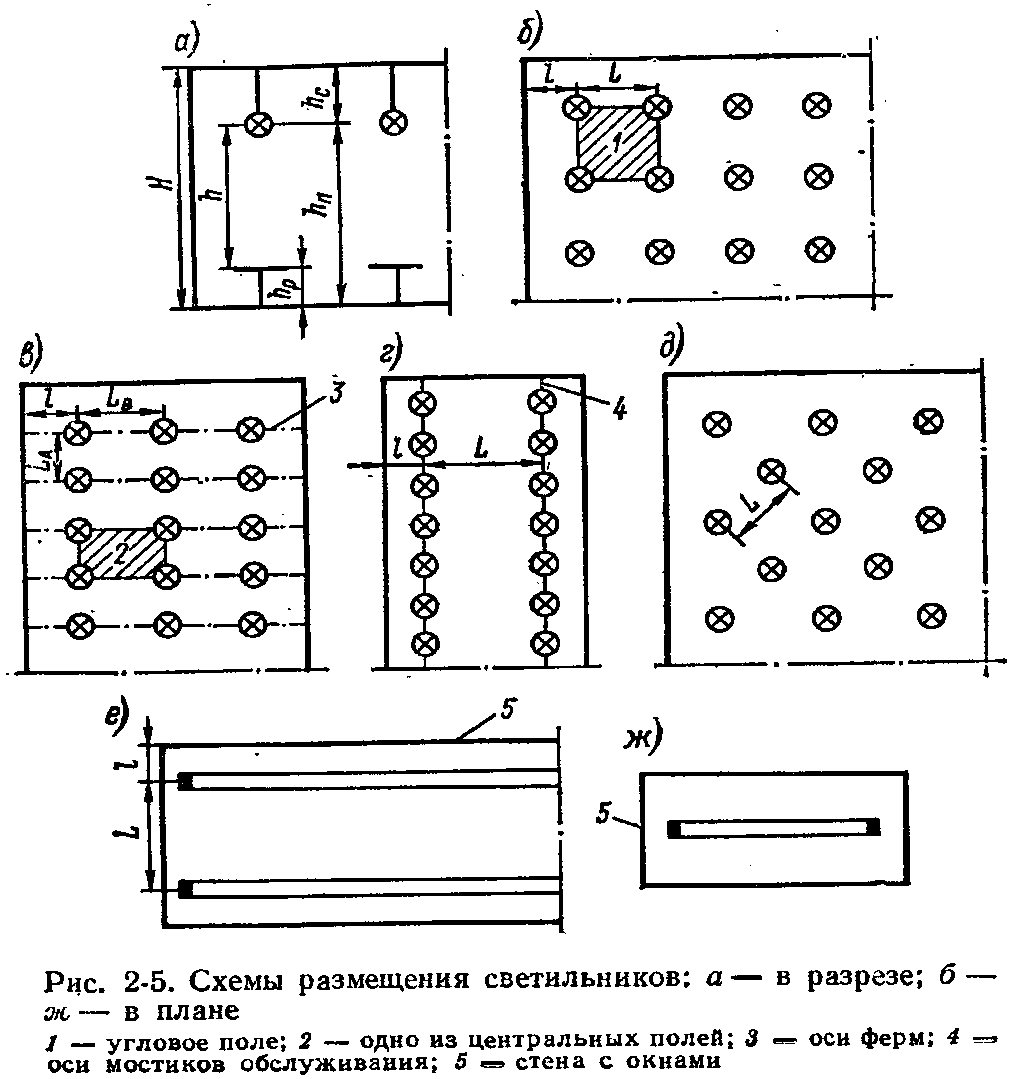 а)
б)
H
h
hс
hп
hр
l
L
1
в)
г)
д)
l
Lв
LА
2
3
l
L
4
L
е)
5
l
L
ж)
5
Рис. 2-5. Схемы размещения светильников: а — в разрезе; б —
ж — в плане
1 — угловое поле; 2 — одно из центральных полей; 3 — оси ферм; 4 —
оси мостиков обслуживания; 5 — стена с окнами